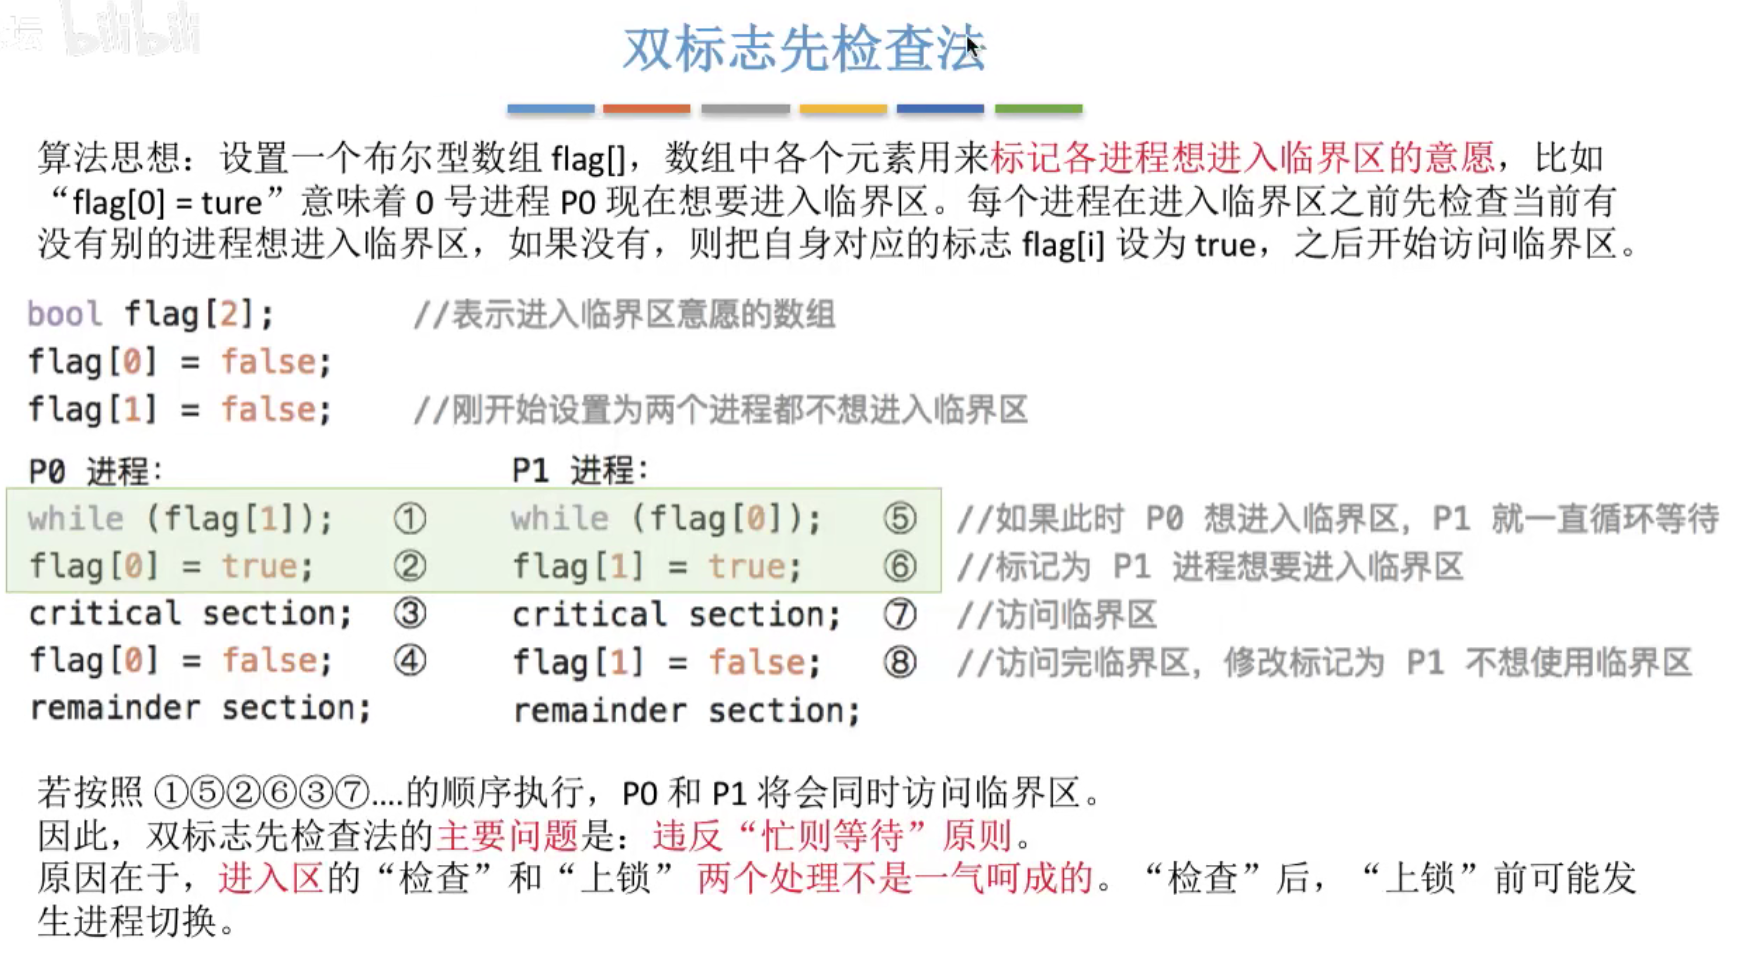 坛 bilibili
双标志先检查法
算法思想：设置一个布尔型数组 flag[]，数组中各个元素用来标记各进程想进入临界区的意愿，比如
“flag[0] = ture”意味着 0 号进程 P0 现在想要进入临界区。每个进程在进入临界区之前先检查当前有
没有别的进程想进入临界区，如果没有，则把自身对应的标志 flag[i] 设为 true，之后开始访问临界区。
bool flag[2]; //表示进入临界区意愿的数组
flag[0] = false;
flag[1] = false; //刚开始设置为两个进程都不想进入临界区
P0 进程： P1 进程：
while (flag[1]); ① while (flag[0]); ⑤ //如果此时 P0 想进入临界区，P1 就一直循环等待
flag[0] = true; ② flag[1] = true; ⑥ //标记为 P1 进程想要进入临界区
critical section; ③ critical section; ⑦ //访问临界区
flag[0] = false; ④ flag[1] = false; ⑧ //访问完临界区，修改标记为 P1 不想使用临界区
remainder section; remainder section;
若按照 ①⑤②⑥③⑦....的顺序执行，P0 和 P1 将会同时访问临界区。
因此，双标志先检查法的主要问题是：违反“忙则等待”原则。
原因在于，进入区的“检查”和“上锁” 两个处理不是一气呵成的。“检查”后，“上锁”前可能发
生进程切换。